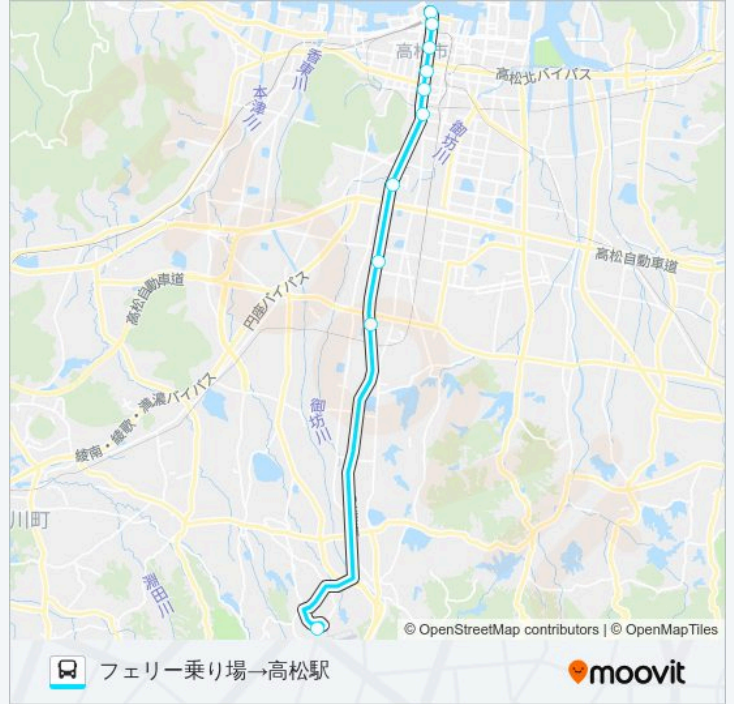 高松市
香東川
本津川
高松北バイパス
御坊川
高松自動車道
高松自動車道
円座バイパス
御坊川
綾南・綾歌・満濃バイパス
川町
淵田川
© OpenStreetMap contributors | © OpenMapTiles
フェリー乗り場→高松駅
moovit